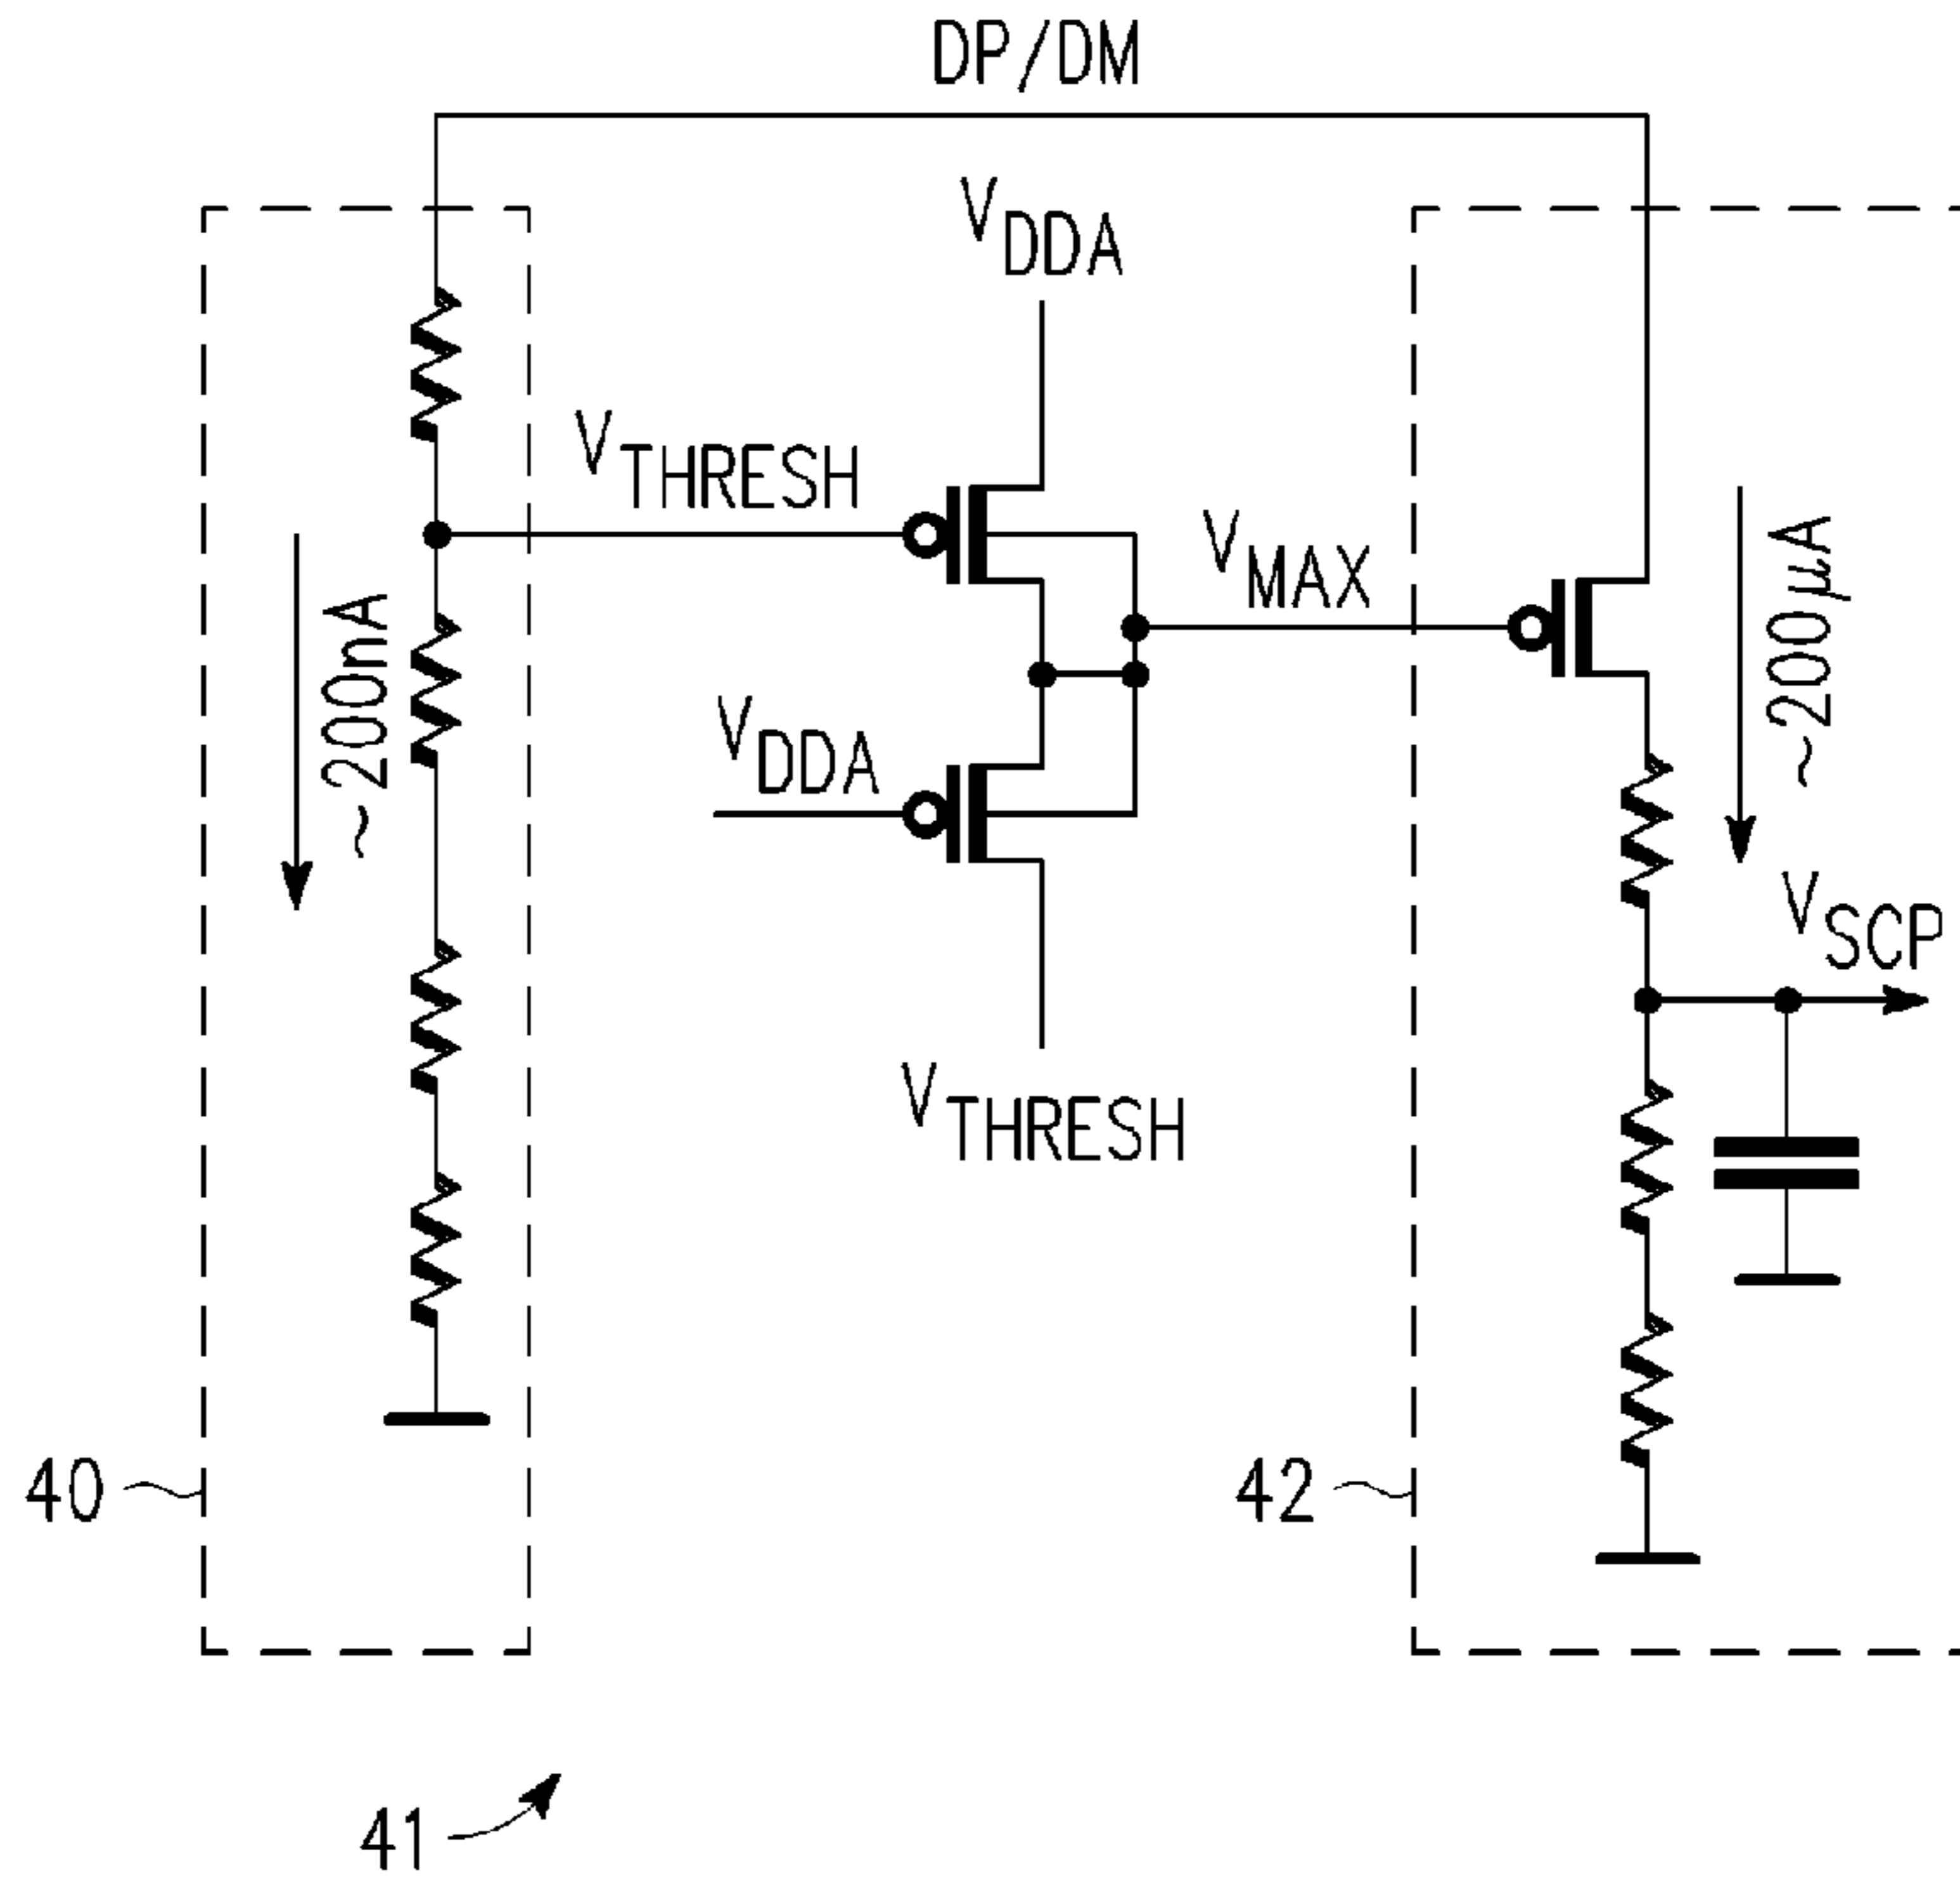 DP/DM
VDDA
VTHRESH
VMAX
~200nA
~200μA
VDDA
VSCP
VTHRESH
40
42
41